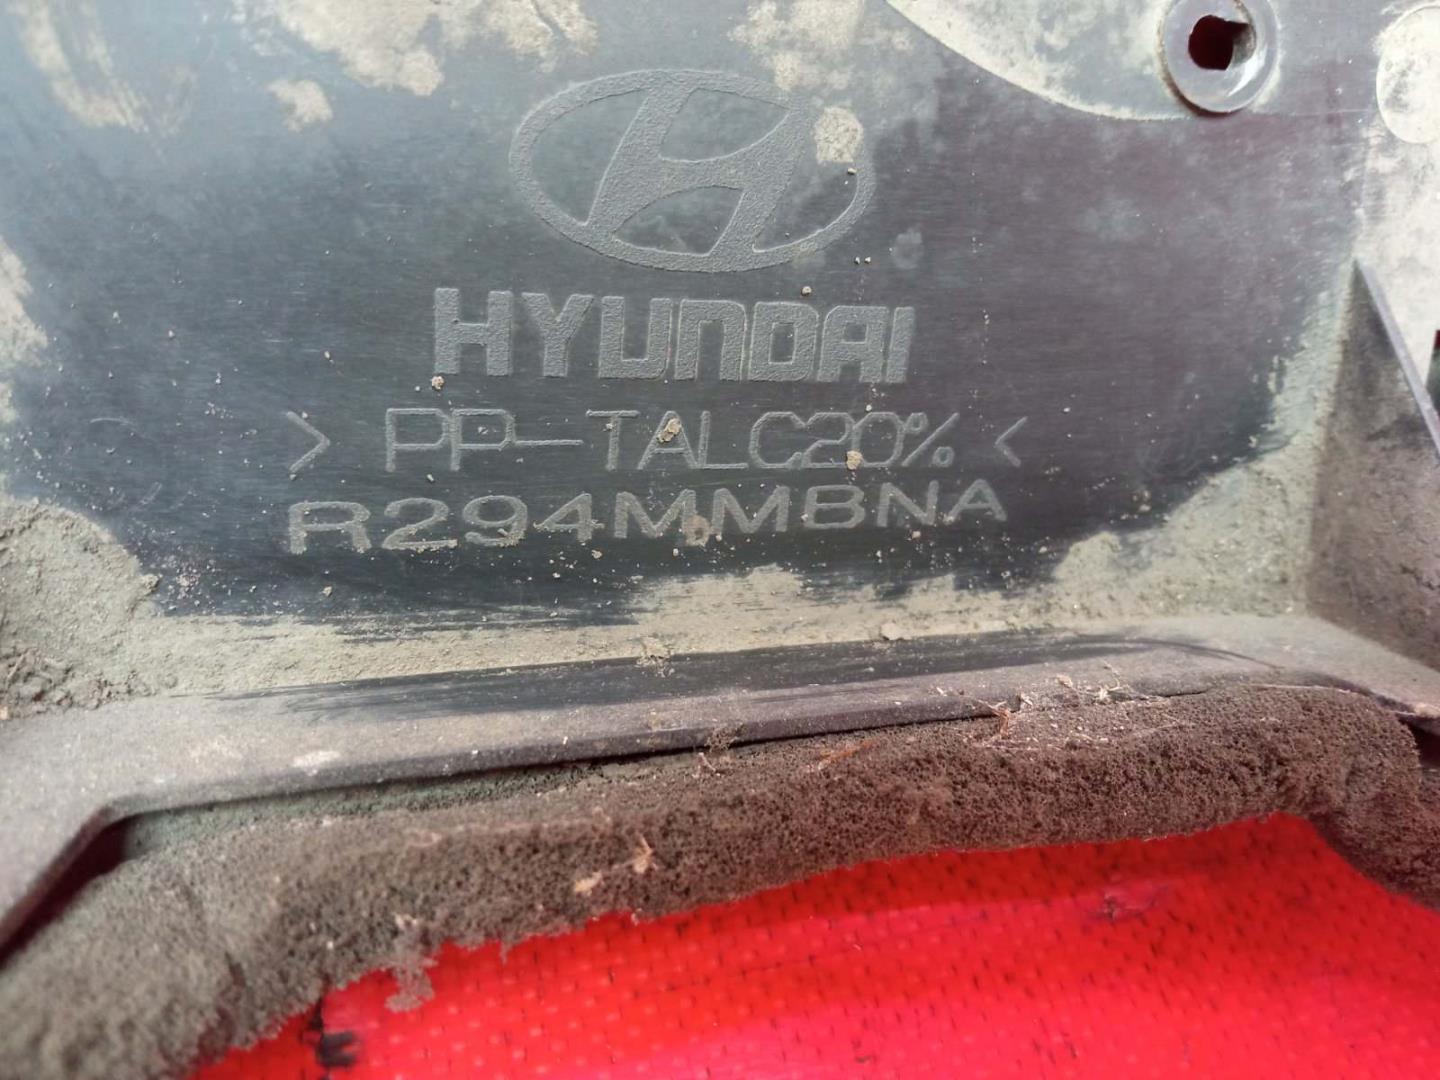 HYUNDAI
> PP-TALC20% <
R294MMBNA